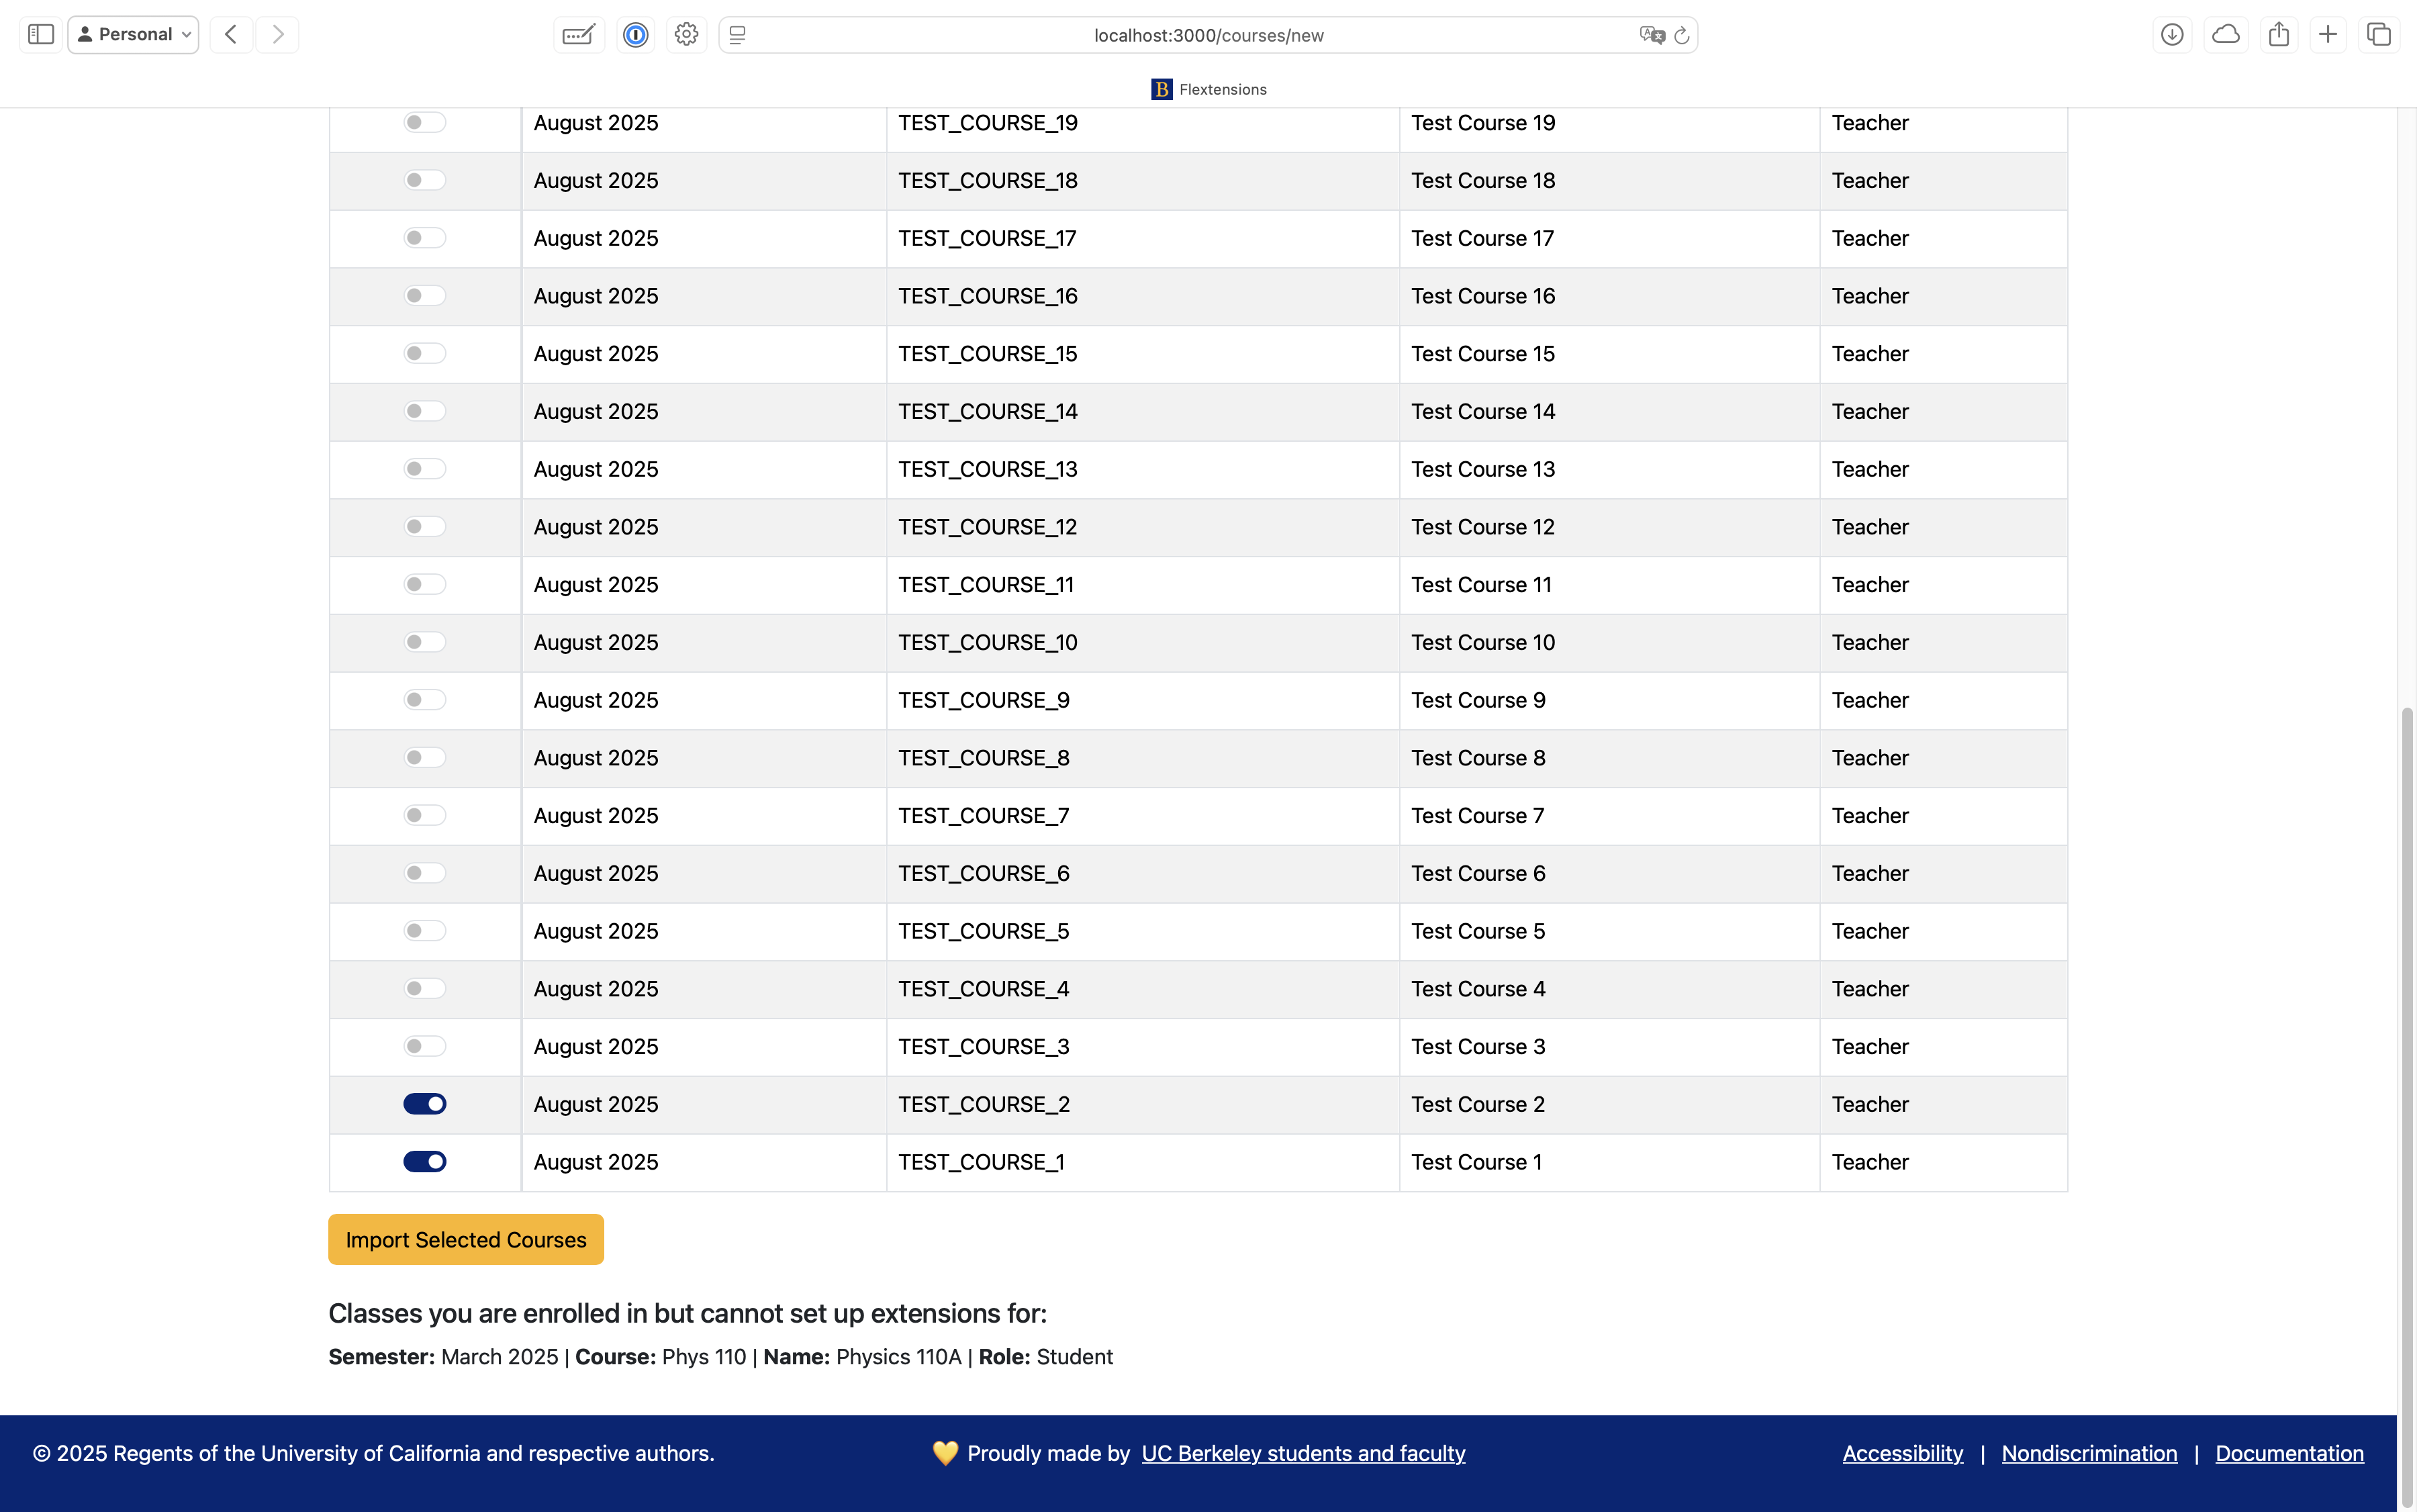 Personal
localhost:3000/courses/new
B Flextensions
August 2025 TEST_COURSE_19 Test Course 19 Teacher
August 2025 TEST_COURSE_18 Test Course 18 Teacher
August 2025 TEST_COURSE_17 Test Course 17 Teacher
August 2025 TEST_COURSE_16 Test Course 16 Teacher
August 2025 TEST_COURSE_15 Test Course 15 Teacher
August 2025 TEST_COURSE_14 Test Course 14 Teacher
August 2025 TEST_COURSE_13 Test Course 13 Teacher
August 2025 TEST_COURSE_12 Test Course 12 Teacher
August 2025 TEST_COURSE_11 Test Course 11 Teacher
August 2025 TEST_COURSE_10 Test Course 10 Teacher
August 2025 TEST_COURSE_9 Test Course 9 Teacher
August 2025 TEST_COURSE_8 Test Course 8 Teacher
August 2025 TEST_COURSE_7 Test Course 7 Teacher
August 2025 TEST_COURSE_6 Test Course 6 Teacher
August 2025 TEST_COURSE_5 Test Course 5 Teacher
August 2025 TEST_COURSE_4 Test Course 4 Teacher
August 2025 TEST_COURSE_3 Test Course 3 Teacher
August 2025 TEST_COURSE_2 Test Course 2 Teacher
August 2025 TEST_COURSE_1 Test Course 1 Teacher
Import Selected Courses
Classes you are enrolled in but cannot set up extensions for:
Semester: March 2025 | Course: Phys 110 | Name: Physics 110A | Role: Student
© 2025 Regents of the University of California and respective authors. 💛 Proudly made by UC Berkeley students and faculty Accessibility | Nondiscrimination | Documentation